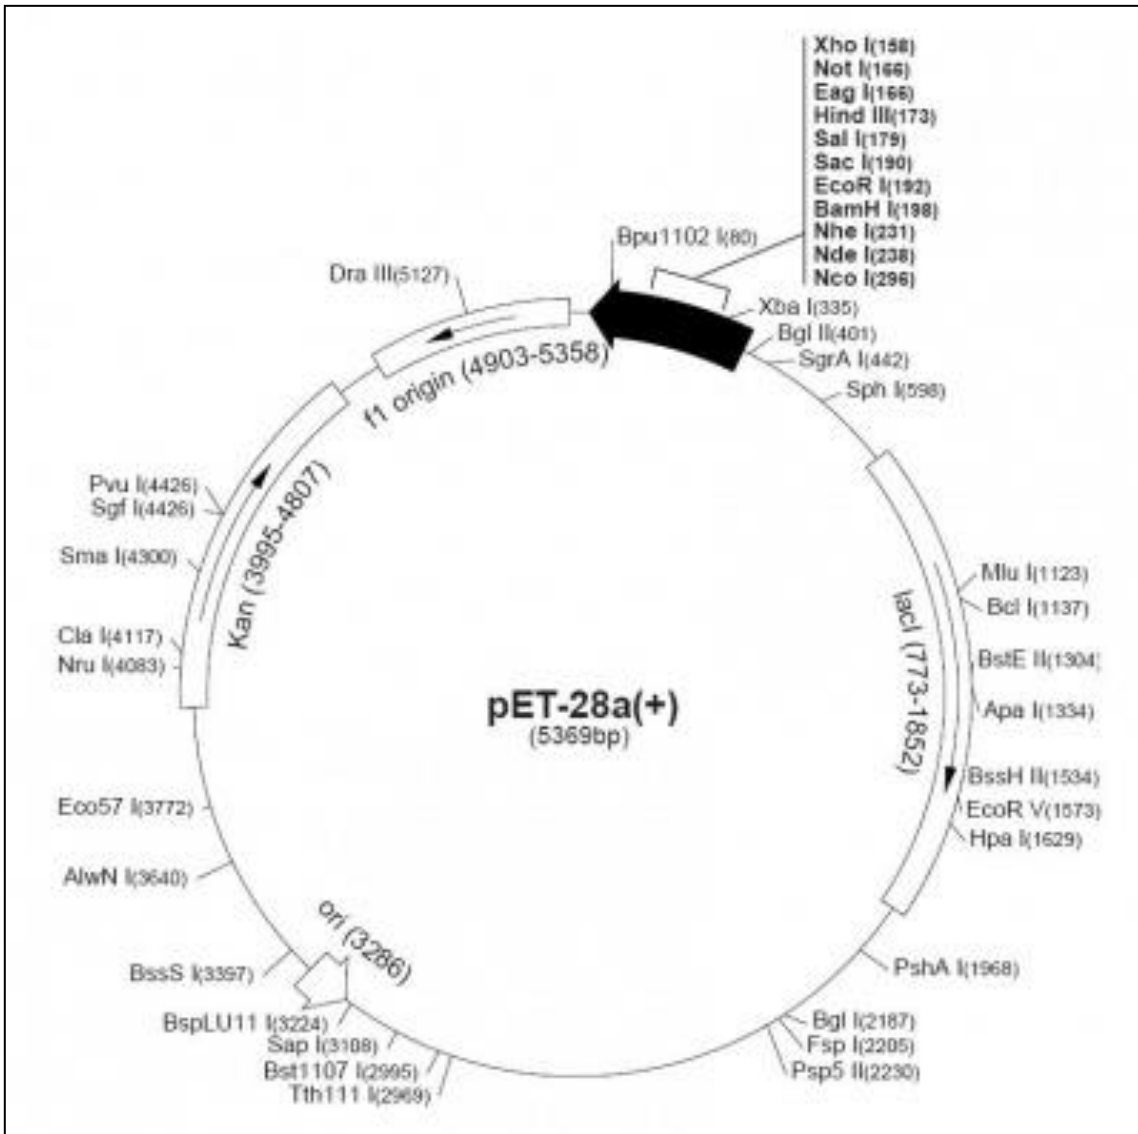 Xho I(158)
Not I(166)
Eag I(166)
Hind III(173)
Sal I(179)
Sac I(190)
EcoR I(192)
BamH I(198)
Nhe I(231)
Nde I(238)
Nco I(296)
Bpu1102 I(80)
Dra III(5127)
Xba I(335)
Bgl II(401)
SgrA I(442)
Sph I(598)
f1 origin (4903-5358)
Pvu I(4426)
Sgf I(4426)
Sma I(4300)
Kan (3995-4807)
Cla I(4117)
Nru I(4083)
Mlu I(1123)
Bcl I(1137)
BstE II(1304)
Apa I(1334)
lacI (773-1852)
BssH II(1534)
EcoR V(1573)
Hpa I(1629)
pET-28a(+)
(5369bp)
Eco57 I(3772)
AlwN I(3640)
ori (3286)
BssS I(3397)
PshA I(1968)
BspLU11 I(3224)
Sap I(3108)
Bst1107 I(2995)
Tth111 I(2969)
Bgl I(2187)
Fsp I(2205)
Psp5 II(2230)